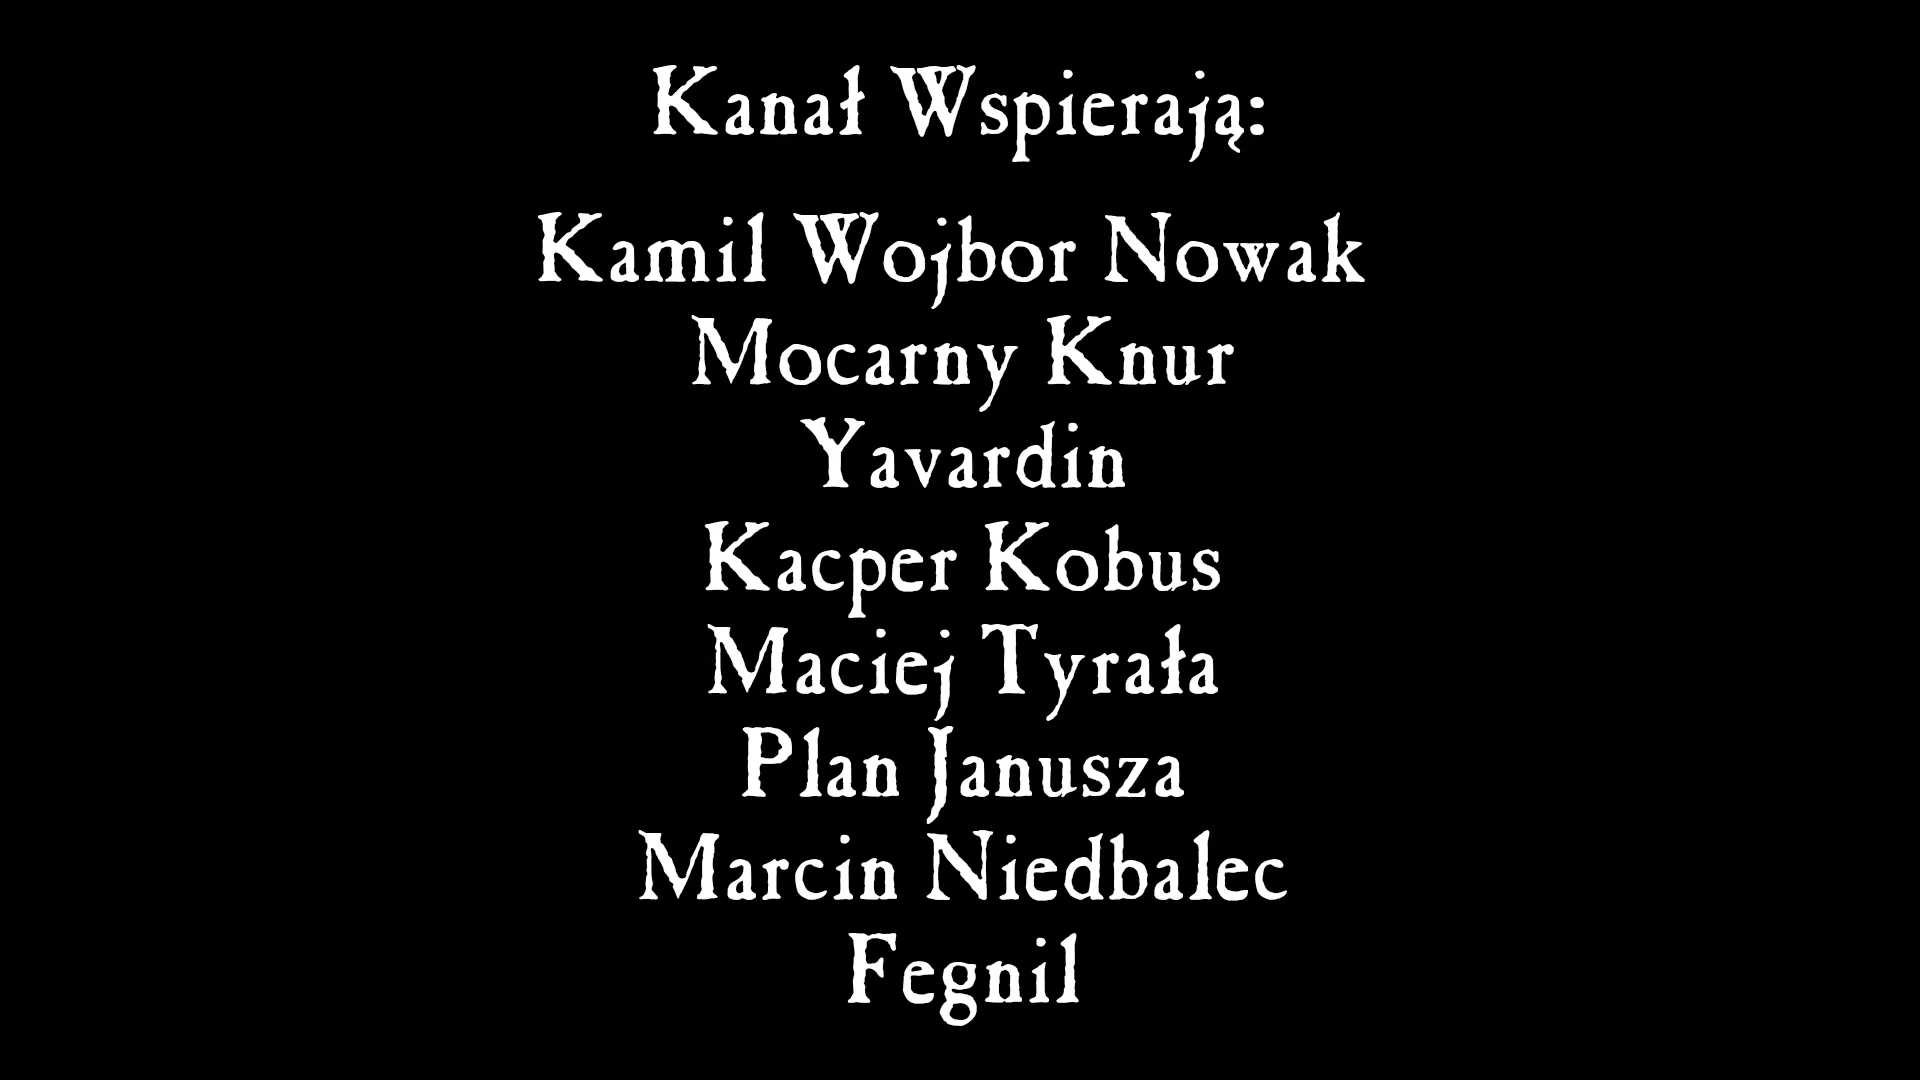 Kanał Wspierają:
Kamil Wojbor Nowak
Mocarny Knur
Yavardin
Kacper Kobus
Maciej Tyrała
Plan Janusza
Marcin Niedbalec
Fegnil